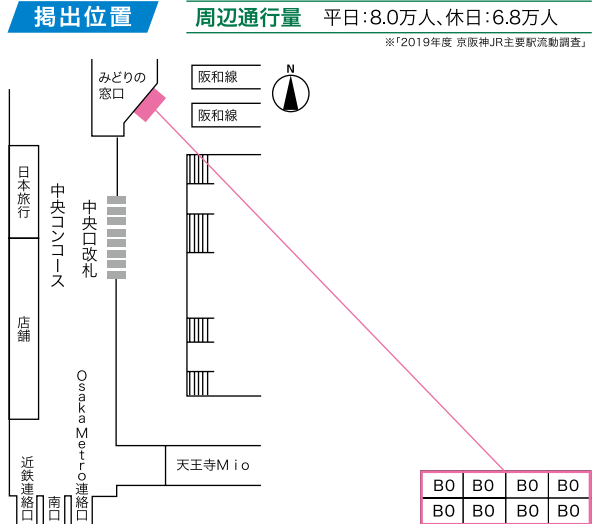 掲出位置
周辺通行量 平日：8.0万人、休日：6.8万人
※「2019年度 京阪神JR主要駅流動調査」
みどりの
窓口
阪和線
阪和線
N
日本旅行
中央コンコース
中央口改札
店舗
Osaka Metro連絡口
近鉄連絡口
南口
天王寺Mio
B0 B0 B0 B0
B0 B0 B0 B0